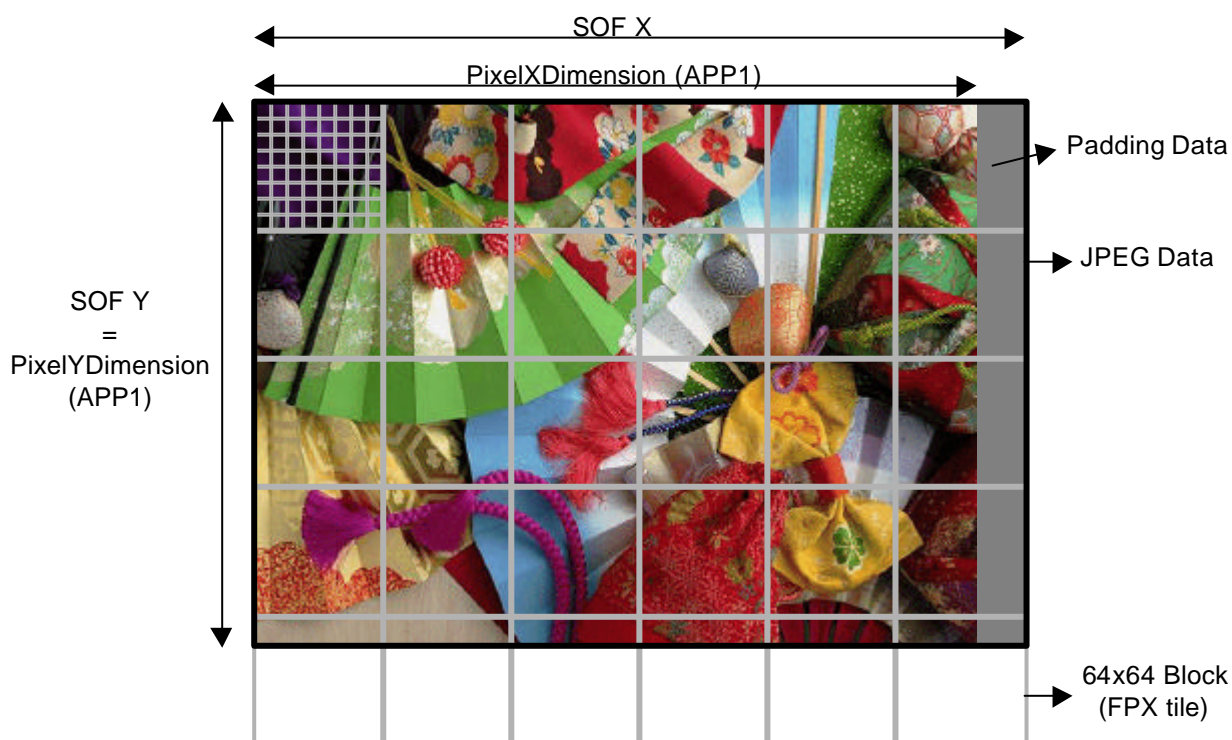 SOF X
PixelXDimension (APP1)
Padding Data
JPEG Data
SOF Y
=
PixelYDimension
(APP1)
64x64 Block
(FPX tile)